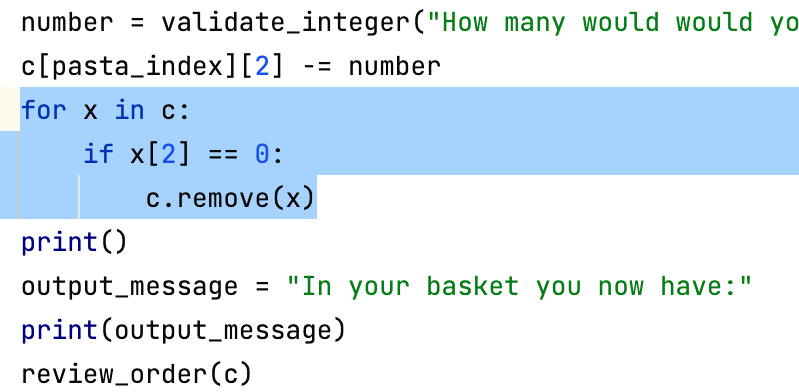 number = validate_integer("How many would would yo
c[pasta_index][2] -= number
for x in c:
    if x[2] == 0:
        c.remove(x)
print()
output_message = "In your basket you now have:"
print(output_message)
review_order(c)